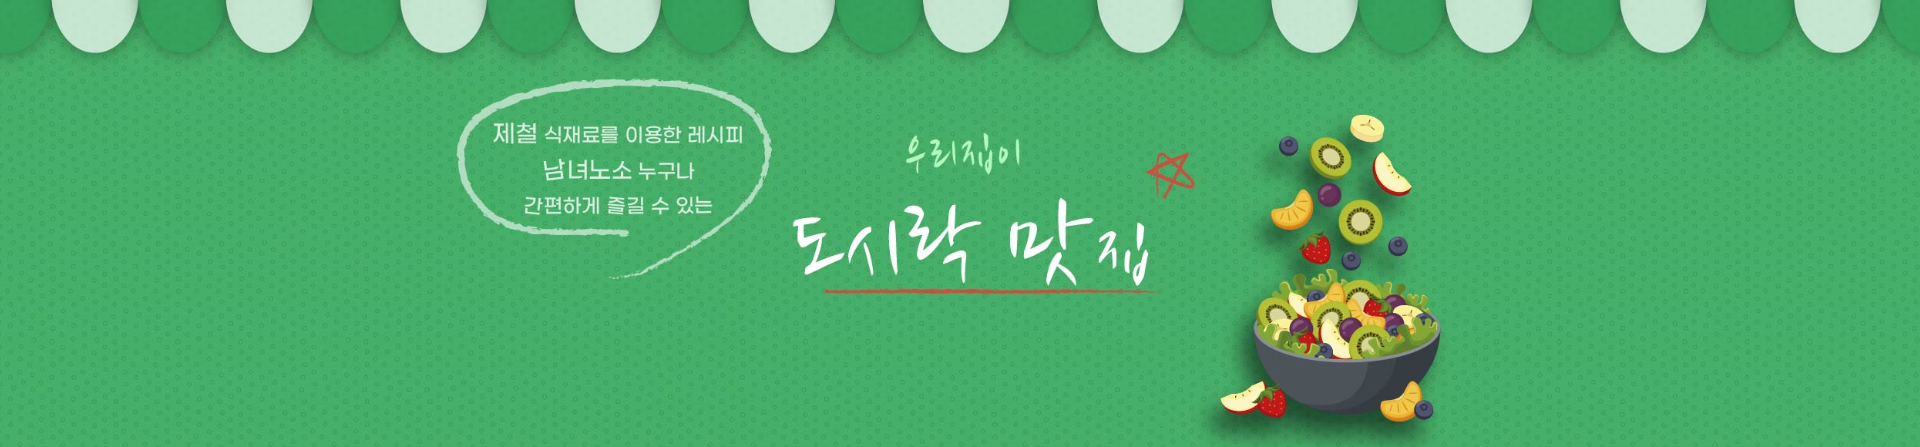 제철 식재료를 이용한 레시피
남녀노소 누구나
간편하게 즐길 수 있는
우리집이
도시락 맛집